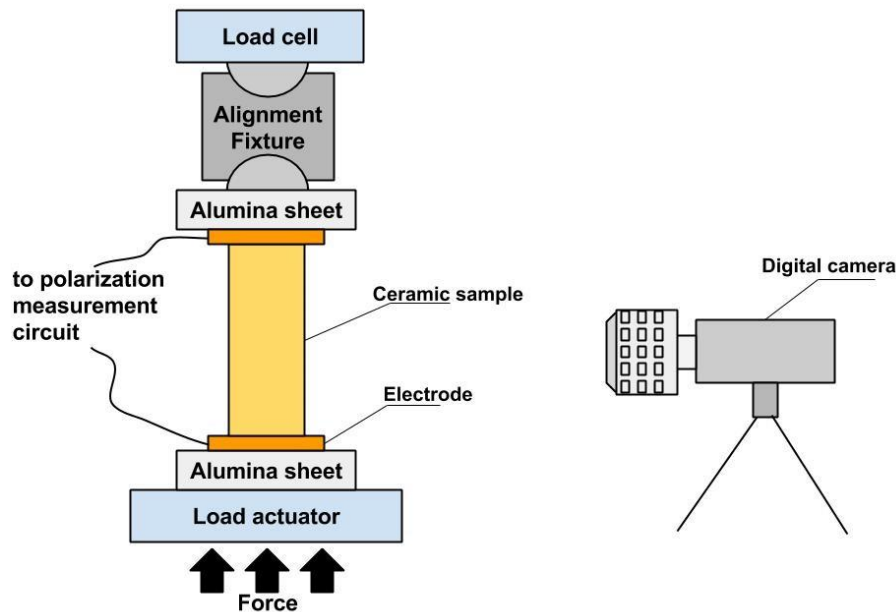 Load cell
Alignment
Fixture
Alumina sheet
to polarization
measurement
circuit
Digital camera
Ceramic sample
Electrode
Alumina sheet
Load actuator
Force